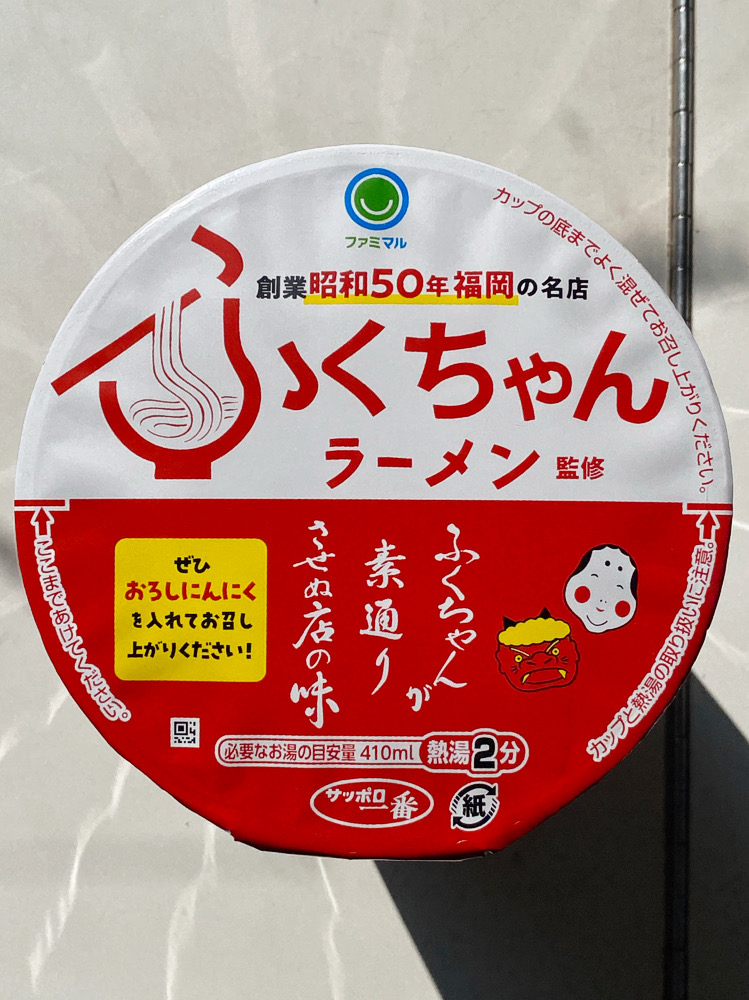 ファミマル
創業昭和50年福岡の名店
ふくちゃん
ラーメン 監修
カップの底までよく混ぜてお召し上がりください。
ここまであけてください。
ぜひ
おろしにんにく
を入れてお召し
上がりください!
ふくちゃんが
素通り
させぬ店の味
カップと熱湯の取り扱いに注意。
必要なお湯の目安量 410mL 熱湯2分
サッポロ一番
紙